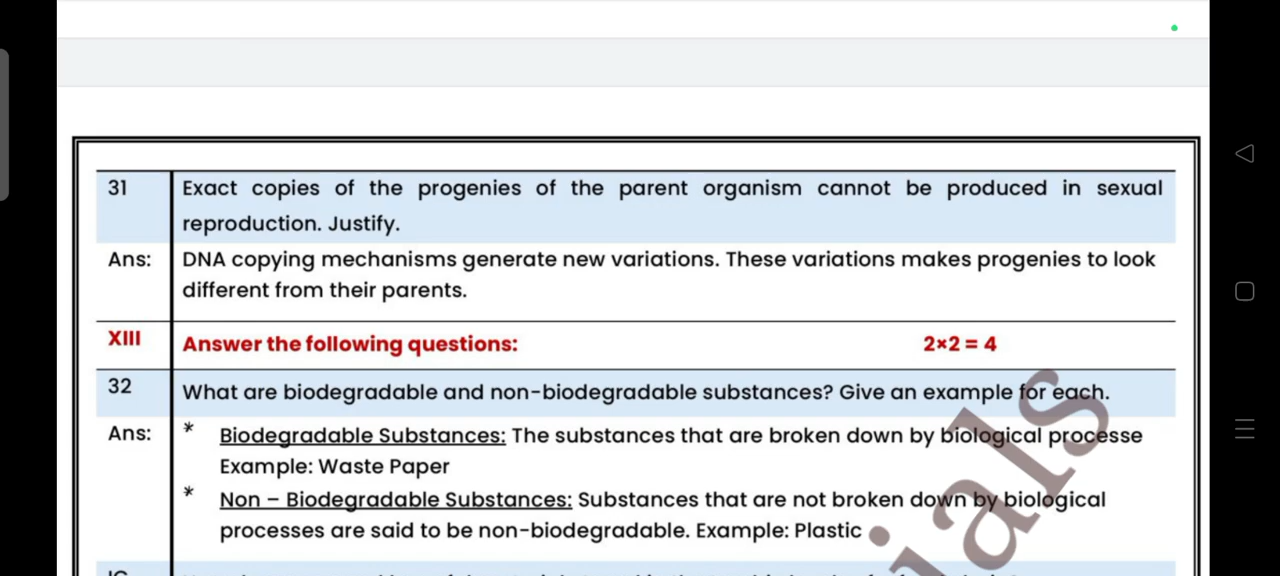 31 Exact copies of the progenies of the parent organism cannot be produced in sexual
reproduction. Justify.
Ans: DNA copying mechanisms generate new variations. These variations makes progenies to look
different from their parents.
XIII Answer the following questions: 2×2 = 4
32 What are biodegradable and non-biodegradable substances? Give an example for each.
Ans: * Biodegradable Substances: The substances that are broken down by biological processe
Example: Waste Paper
* Non – Biodegradable Substances: Substances that are not broken down by biological
processes are said to be non-biodegradable. Example: Plastic